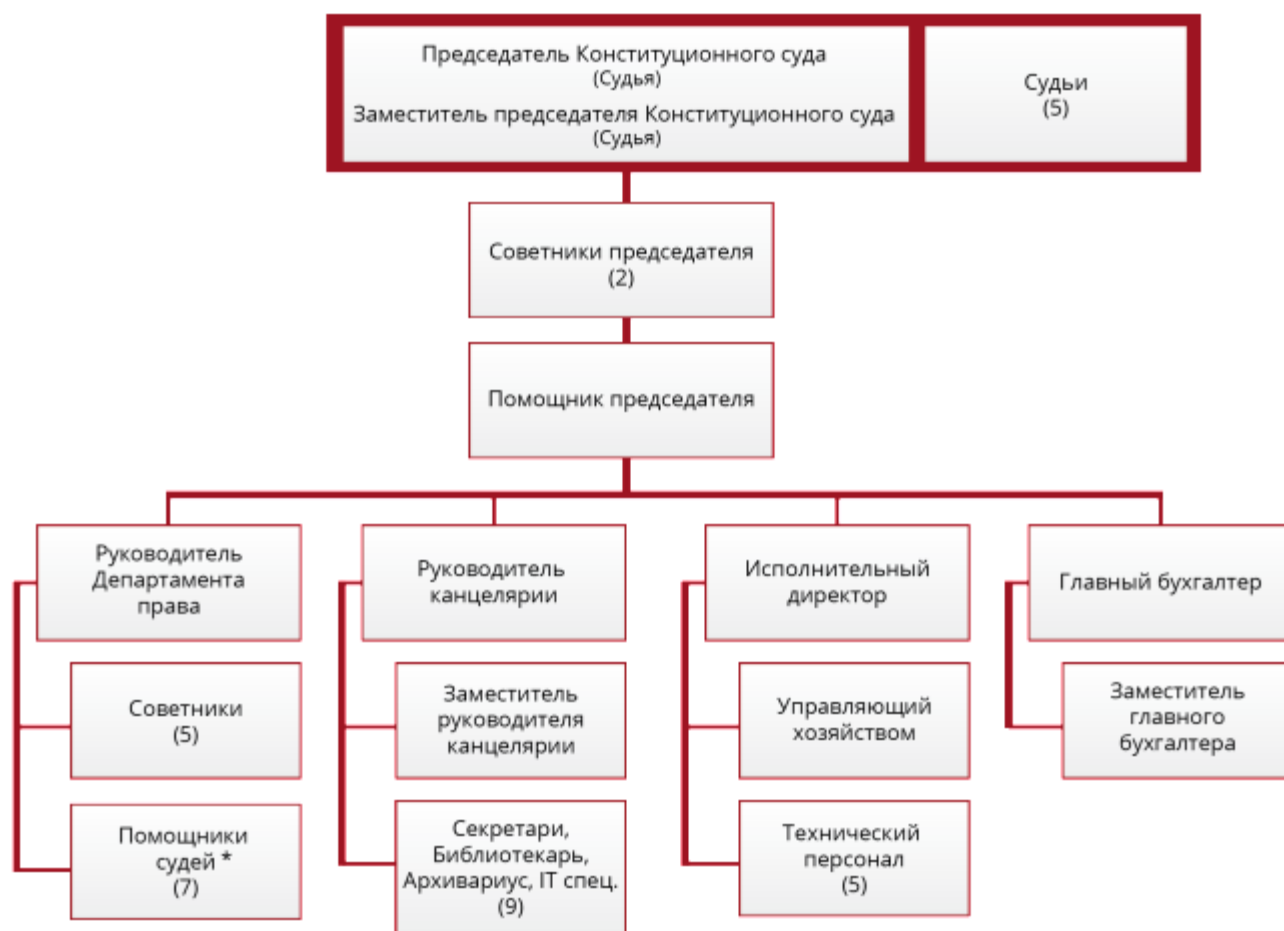 Председатель Конституционного суда
(Судья)
Заместитель председателя Конституционного суда
(Судья)
Судьи
(5)
Советники председателя
(2)
Помощник председателя
Руководитель
Департамента
права
Руководитель
канцелярии
Исполнительный
директор
Главный бухгалтер
Советники
(5)
Заместитель
руководителя
канцелярии
Управляющий
хозяйством
Заместитель
главного
бухгалтера
Помощники
судей *
(7)
Секретари,
Библиотекарь,
Архивариус, IT спец.
(9)
Технический
персонал
(5)